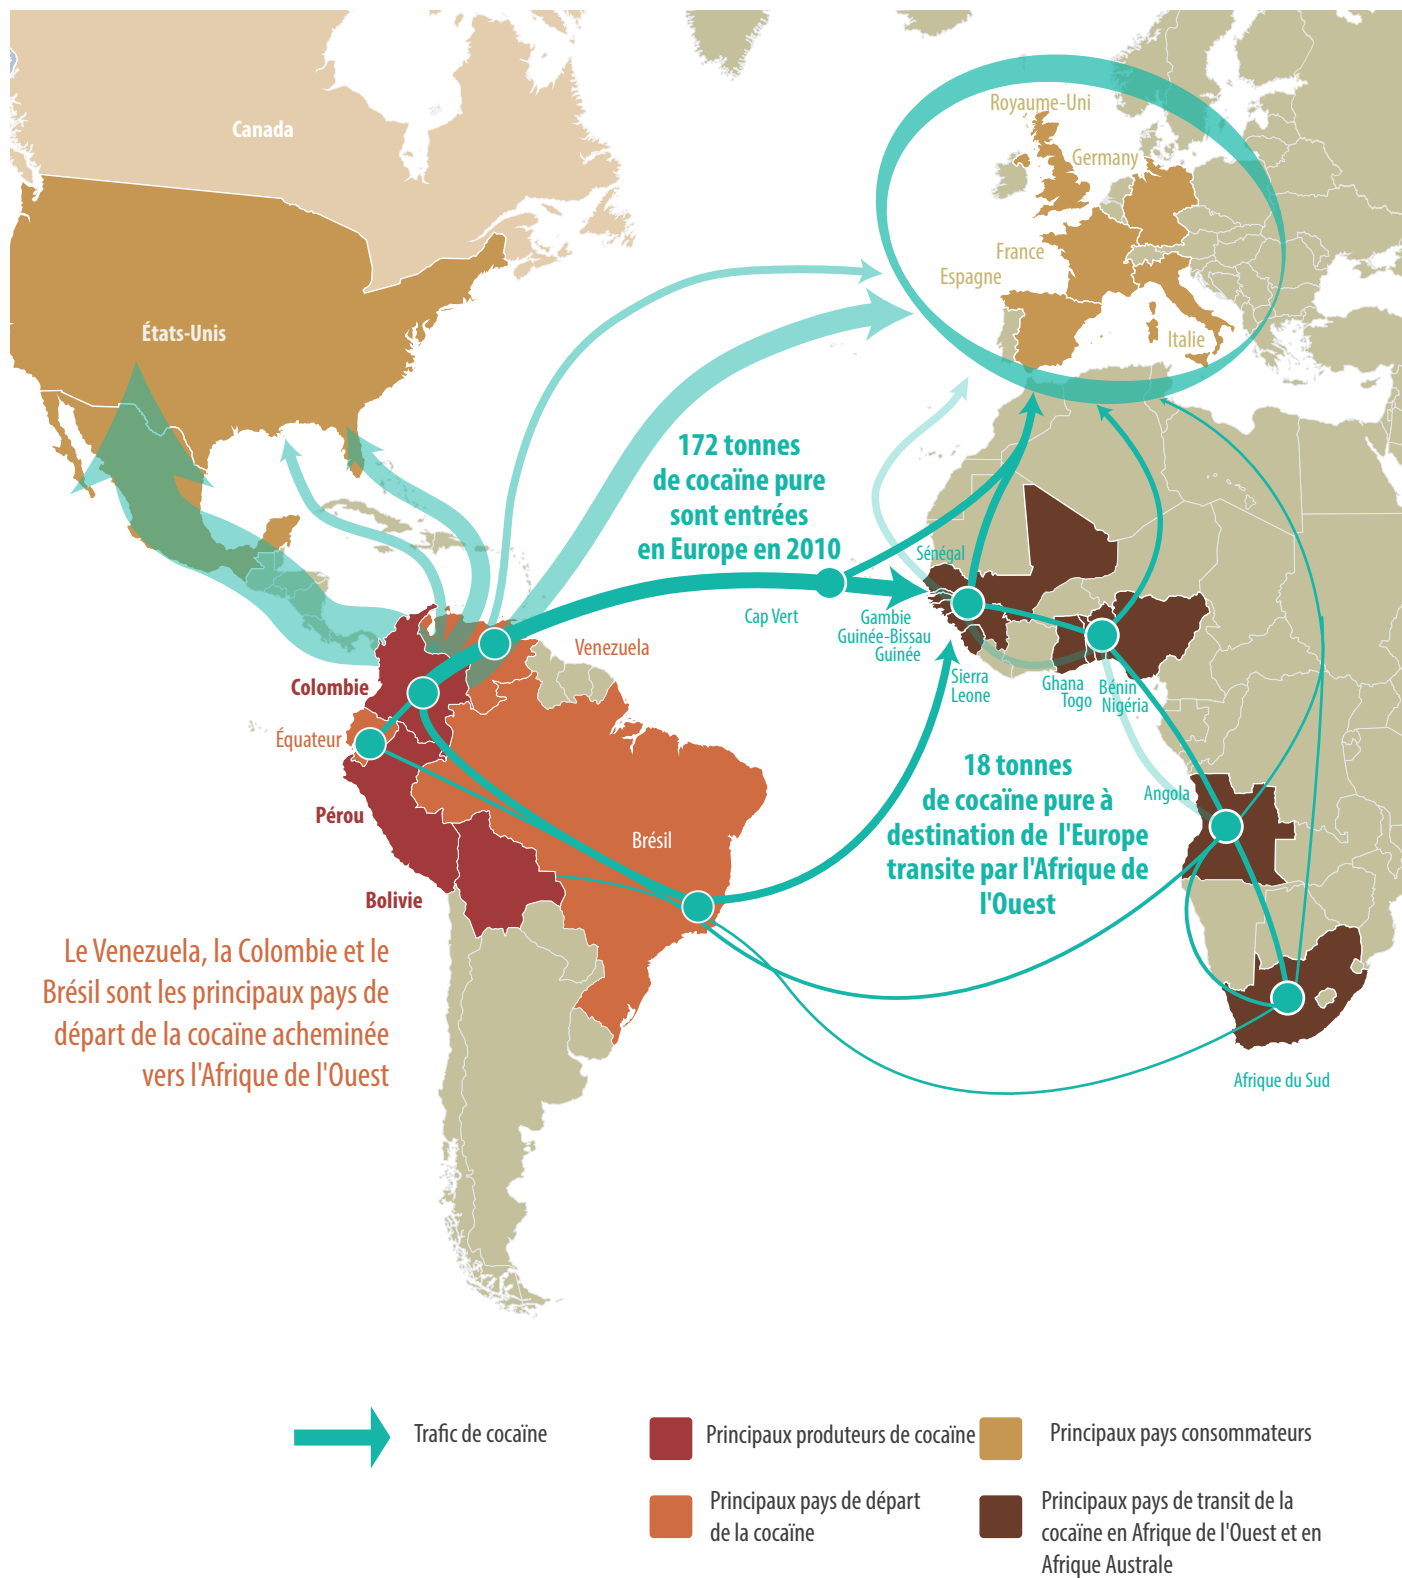 Royaume-Uni
Canada
Germany
France
Espagne
États-Unis
Italie
172 tonnes
de cocaïne pure
sont entrées
en Europe en 2010
Sénégal
Cap Vert
Gambie
Guinée-Bissau
Guinée
Venezuela
Sierra
Leone
Ghana
Togo
Bénin
Nigéria
Colombie
Équateur
18 tonnes
de cocaïne pure à
destination de l'Europe
transite par l'Afrique de
l'Ouest
Angola
Pérou
Brésil
Bolivie
Le Venezuela, la Colombie et le
Brésil sont les principaux pays de
départ de la cocaïne acheminée
vers l'Afrique de l'Ouest
Afrique du Sud
Trafic de cocaïne
Principaux produteurs de cocaïne
Principaux pays consommateurs
Principaux pays de départ
de la cocaïne
Principaux pays de transit de la
cocaïne en Afrique de l'Ouest et en
Afrique Australe